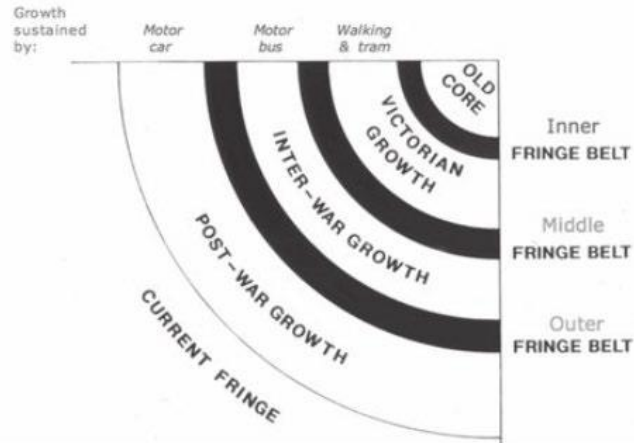 Growth
sustained
by:
Motor
car
Motor
bus
Walking
& tram
OLD
CORE
VICTORIAN
GROWTH
INTER-WAR GROWTH
POST-WAR GROWTH
CURRENT FRINGE
Inner
FRINGE BELT
Middle
FRINGE BELT
Outer
FRINGE BELT